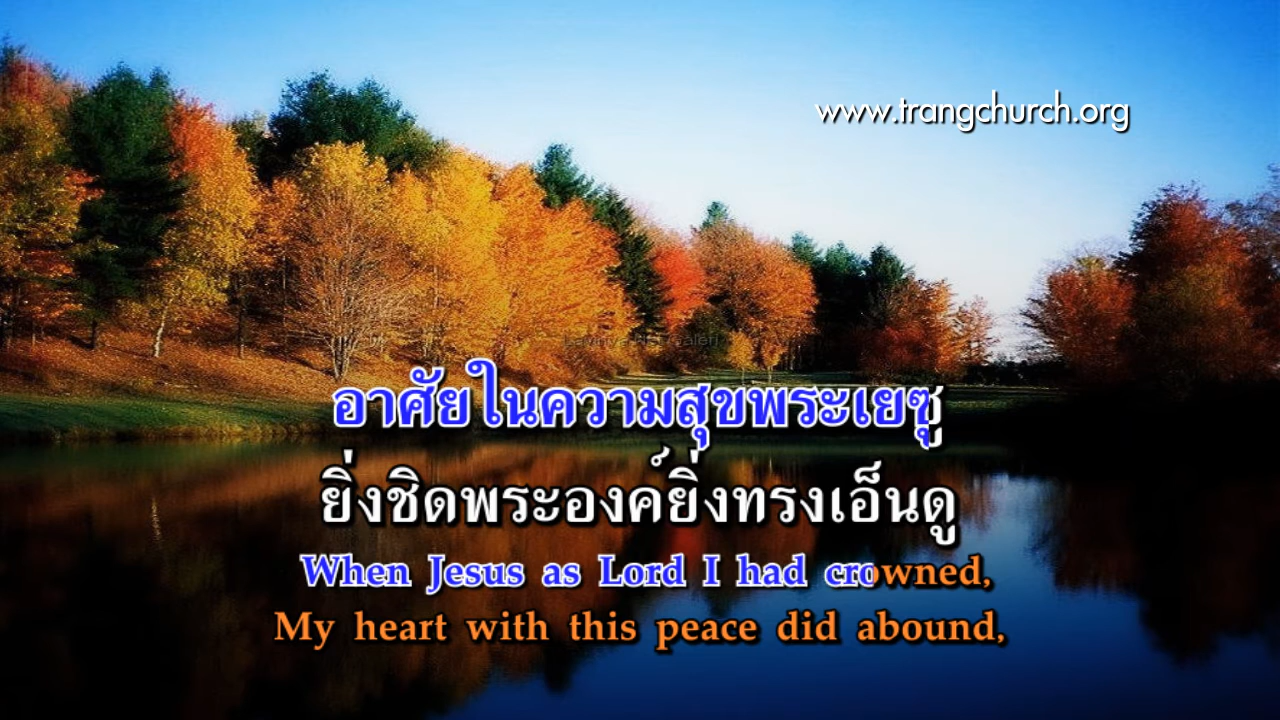 www.trangchurch.org
อาศัยในความสุขพระเยซู
ยิ่งชิดพระองค์ยิ่งทรงเอ็นดู
When Jesus as Lord I had crowned,
My heart with this peace did abound,